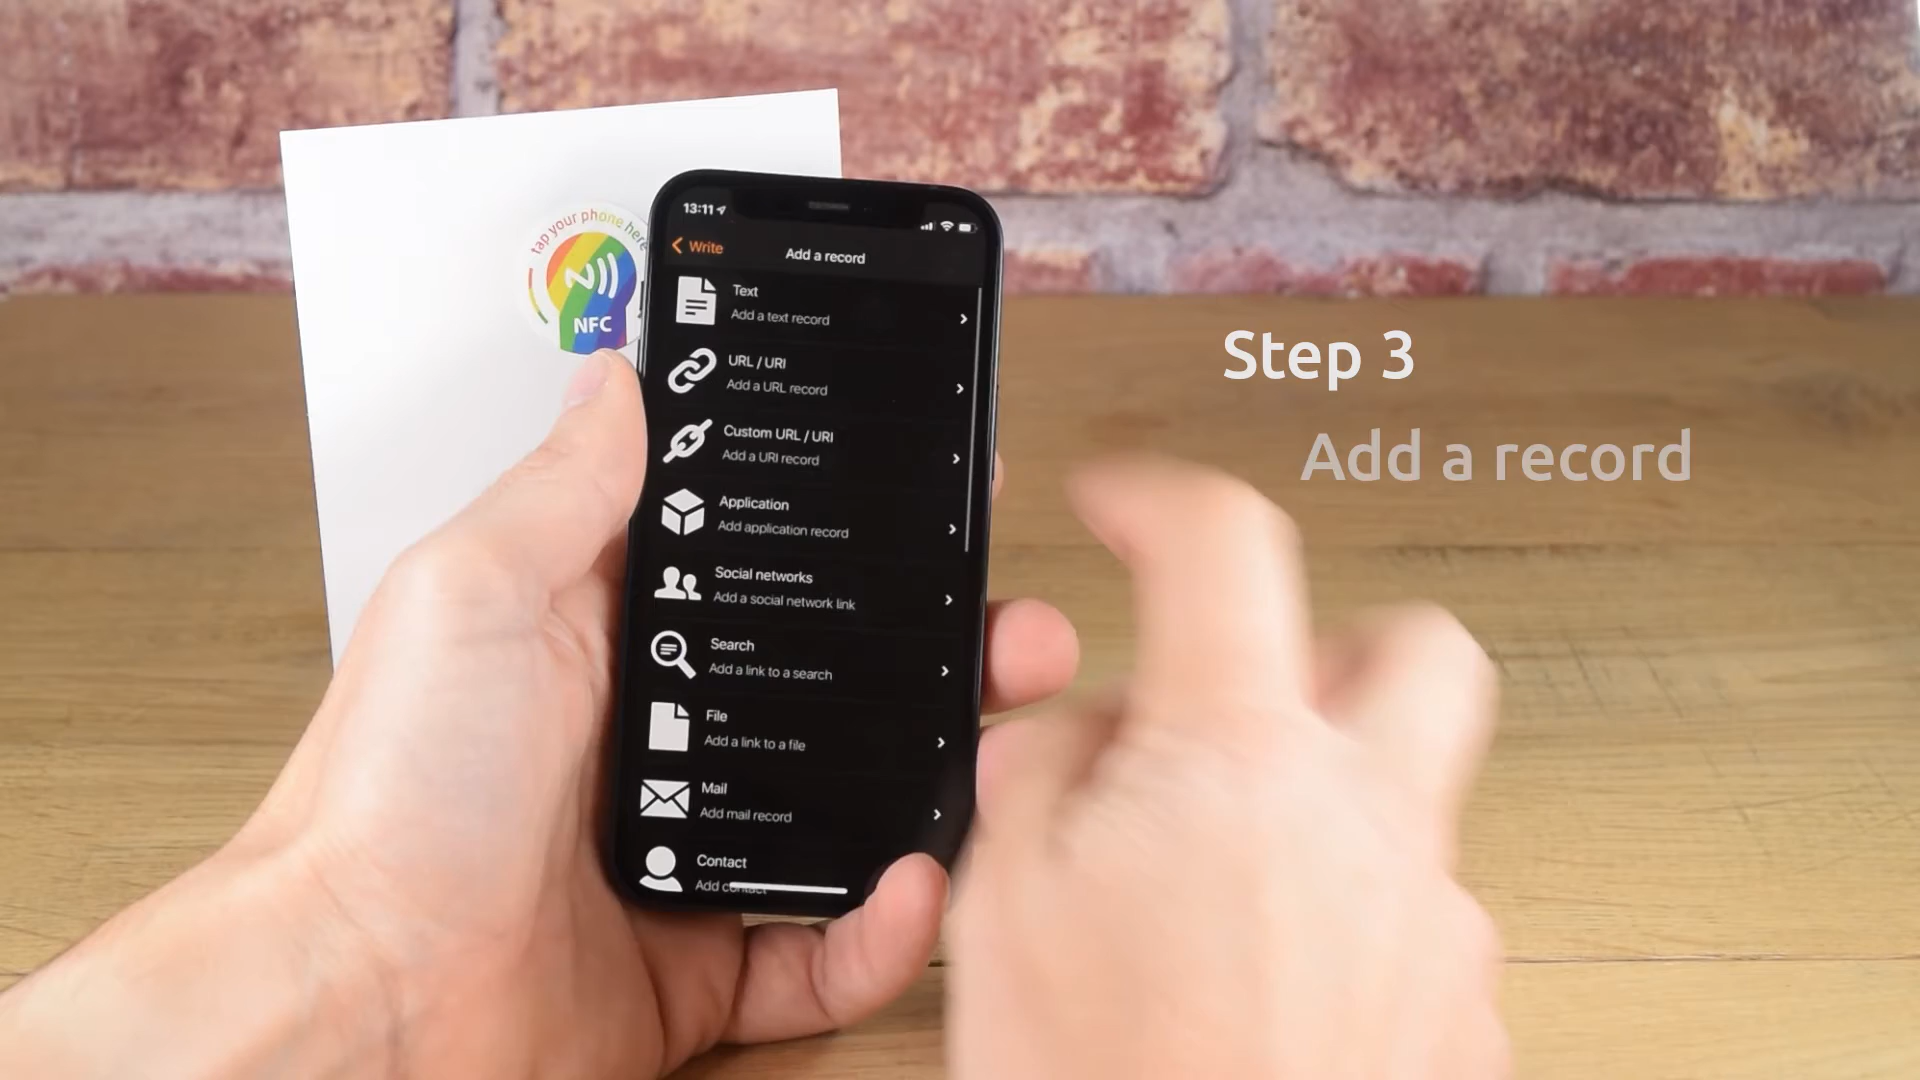 tap your phone here
NFC
13:11
Write
Add a record
Text
Add a text record
URL / URI
Add a URL record
Custom URL / URI
Add a URI record
Application
Add application record
Social networks
Add a social network link
Search
Add a link to a search
File
Add a link to a file
Mail
Add mail record
Contact
Add contact
Step 3
Add a record